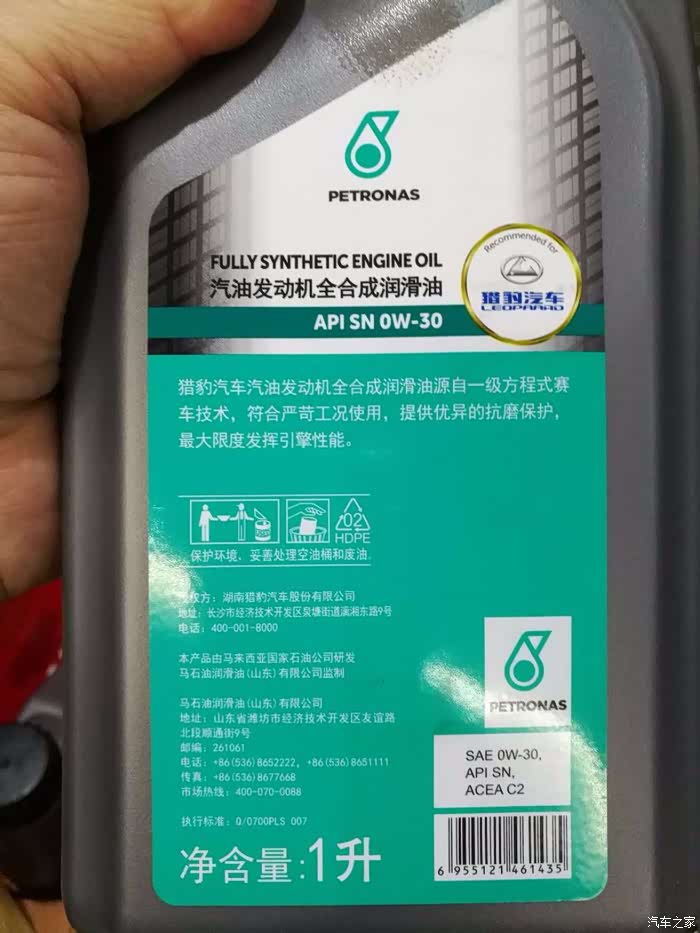 PETRONAS
FULLY SYNTHETIC ENGINE OIL
汽油发动机全合成润滑油
API SN 0W-30
Recommended for
猎豹汽车
LEOPAARD
猎豹汽车汽油发动机全合成润滑油源自一级方程式赛
车技术，符合严苛工况使用，提供优异的抗磨保护，
最大限度发挥引擎性能。
02
HDPE
保护环境、妥善处理空油桶和废油.
权方：湖南猎豹汽车股份有限公司
地址：长沙市经济技术开发区泉塘街道漓湘东路9号
电话：400-001-8000
本产品由马来西亚国家石油公司研发
马石油润滑油(山东)有限公司监制
马石油润滑油(山东)有限公司
地址：山东省潍坊市经济技术开发区友谊路
北段顺通街9号
邮编：261061
电话：+86(536)8652222, +86(536)8651111
传真：+86(536)8677668
市场热线：400-070-0088
执行标准：Q/0700PLS 007
净含量:1升
PETRONAS
SAE 0W-30,
API SN,
ACEA C2
6 955121 461435
汽车之家